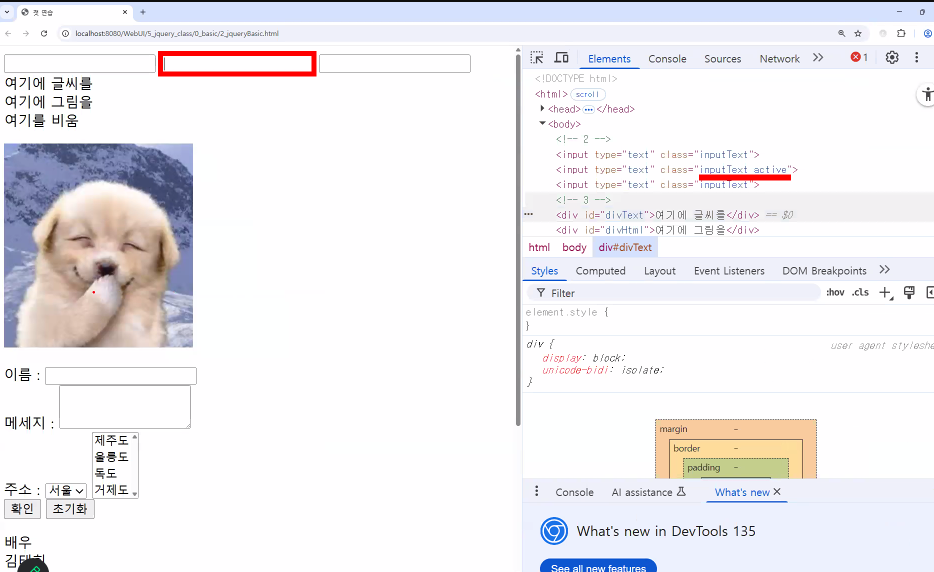 첫 연습
localhost:8080/WebUI/5_jquery_class/0_basic/2_jqueryBasic.html
여기에 글씨를
여기에 그림을
여기를 비움
이름 :
메세지 :
주소 : 서울
제주도
울릉도
독도
거제도
확인 초기화
배우
Elements Console Sources Network 1
<!DOCTYPE html>
<html> scroll
<head> ··· </head>
<body>
<!-- 2 -->
<input type="text" class="inputText">
<input type="text" class="inputText active">
<input type="text" class="inputText">
<!-- 3 -->
<div id="divText">여기에 글씨를</div> == $0
<div id="divHtml">여기에 그림을</div>
html body div#divText
Styles Computed Layout Event Listeners DOM Breakpoints
Filter :hov .cls
element.style {
}
div { user agent styleshe
display: block;
unicode-bidi: isolate;
}
margin -
border -
padding -
Console AI assistance What's new
What's new in DevTools 135
See all new features